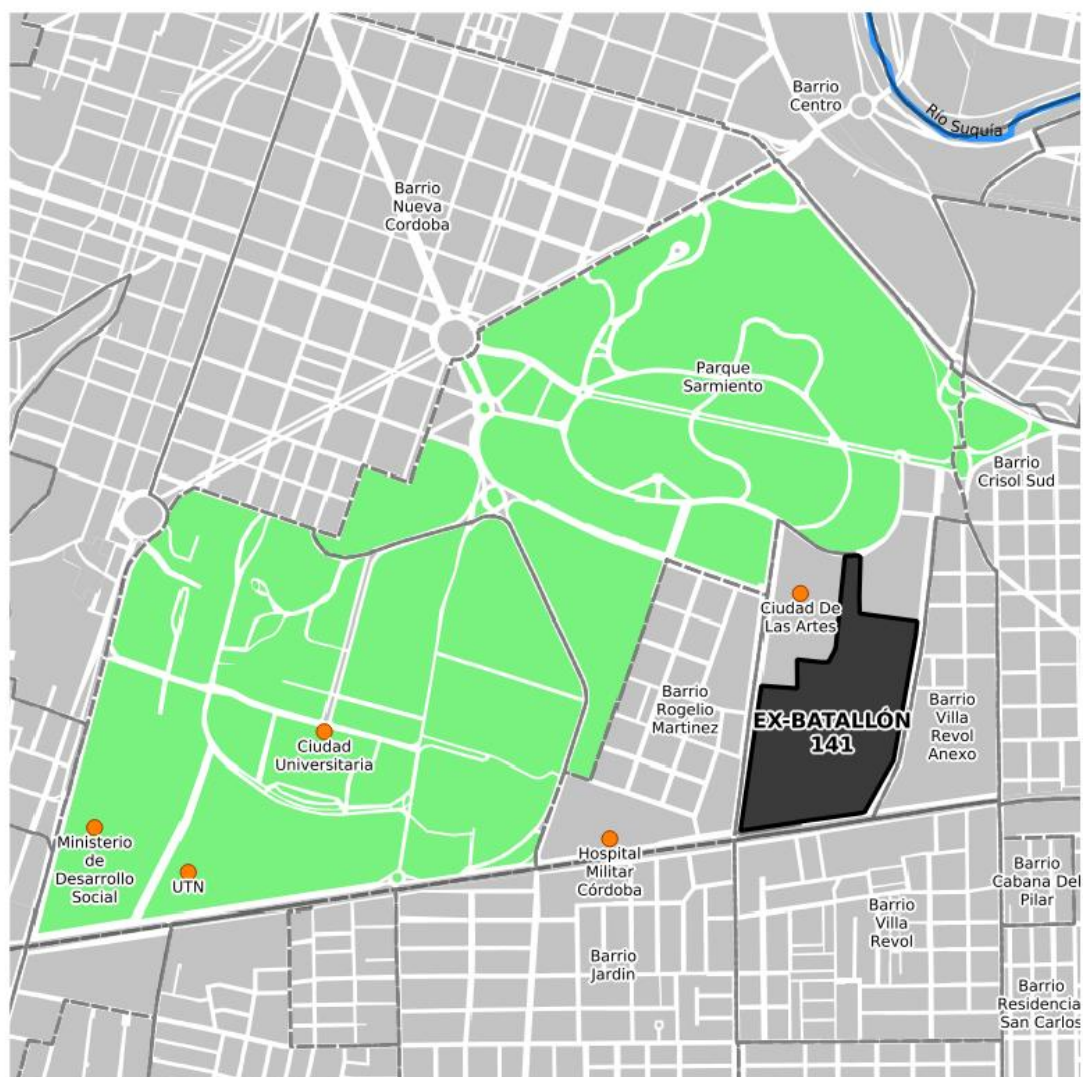 Barrio
Centro
Río Suquía
Barrio
Nueva
Cordoba
Parque
Sarmiento
Barrio
Crisol Sud
Ciudad De
Las Artes
Barrio
Rogelio
Martinez
EX-BATALLÓN
141
Barrio
Villa
Revol
Anexo
Ciudad
Universitaria
Ministerio
de
Desarrollo
Social
UTN
Hospital
Militar
Córdoba
Barrio
Cabana Del
Pilar
Barrio
Villa
Revol
Barrio
Jardin
Barrio
Residencia
San Carlos